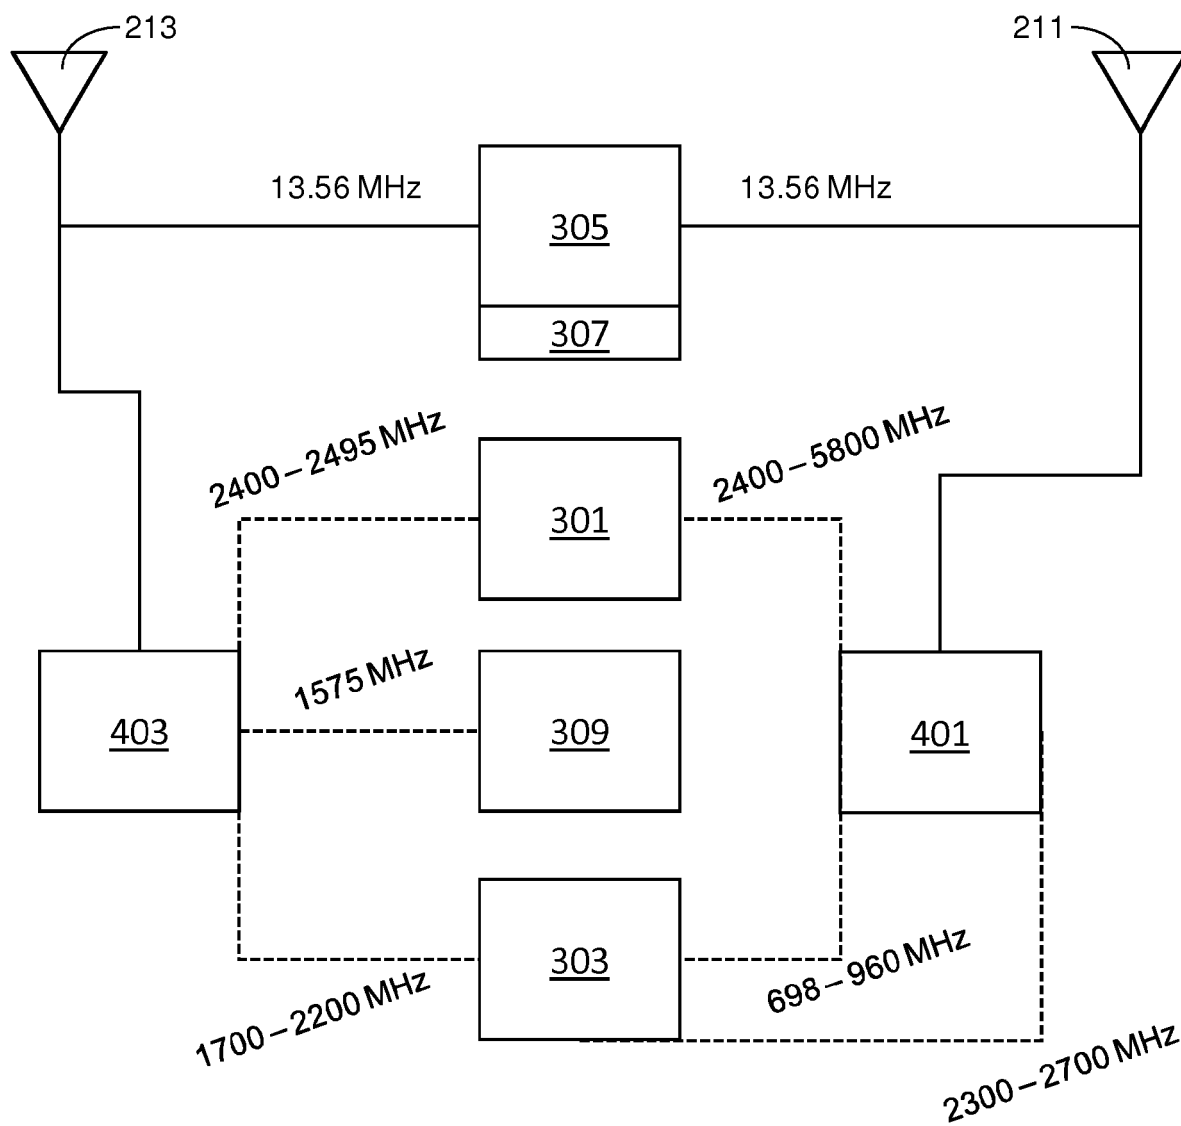 213
211
13.56 MHz
13.56 MHz
305
307
2400 – 2495 MHz
2400 – 5800 MHz
301
1575 MHz
403
309
401
303
698 – 960 MHz
1700 – 2200 MHz
2300 – 2700 MHz